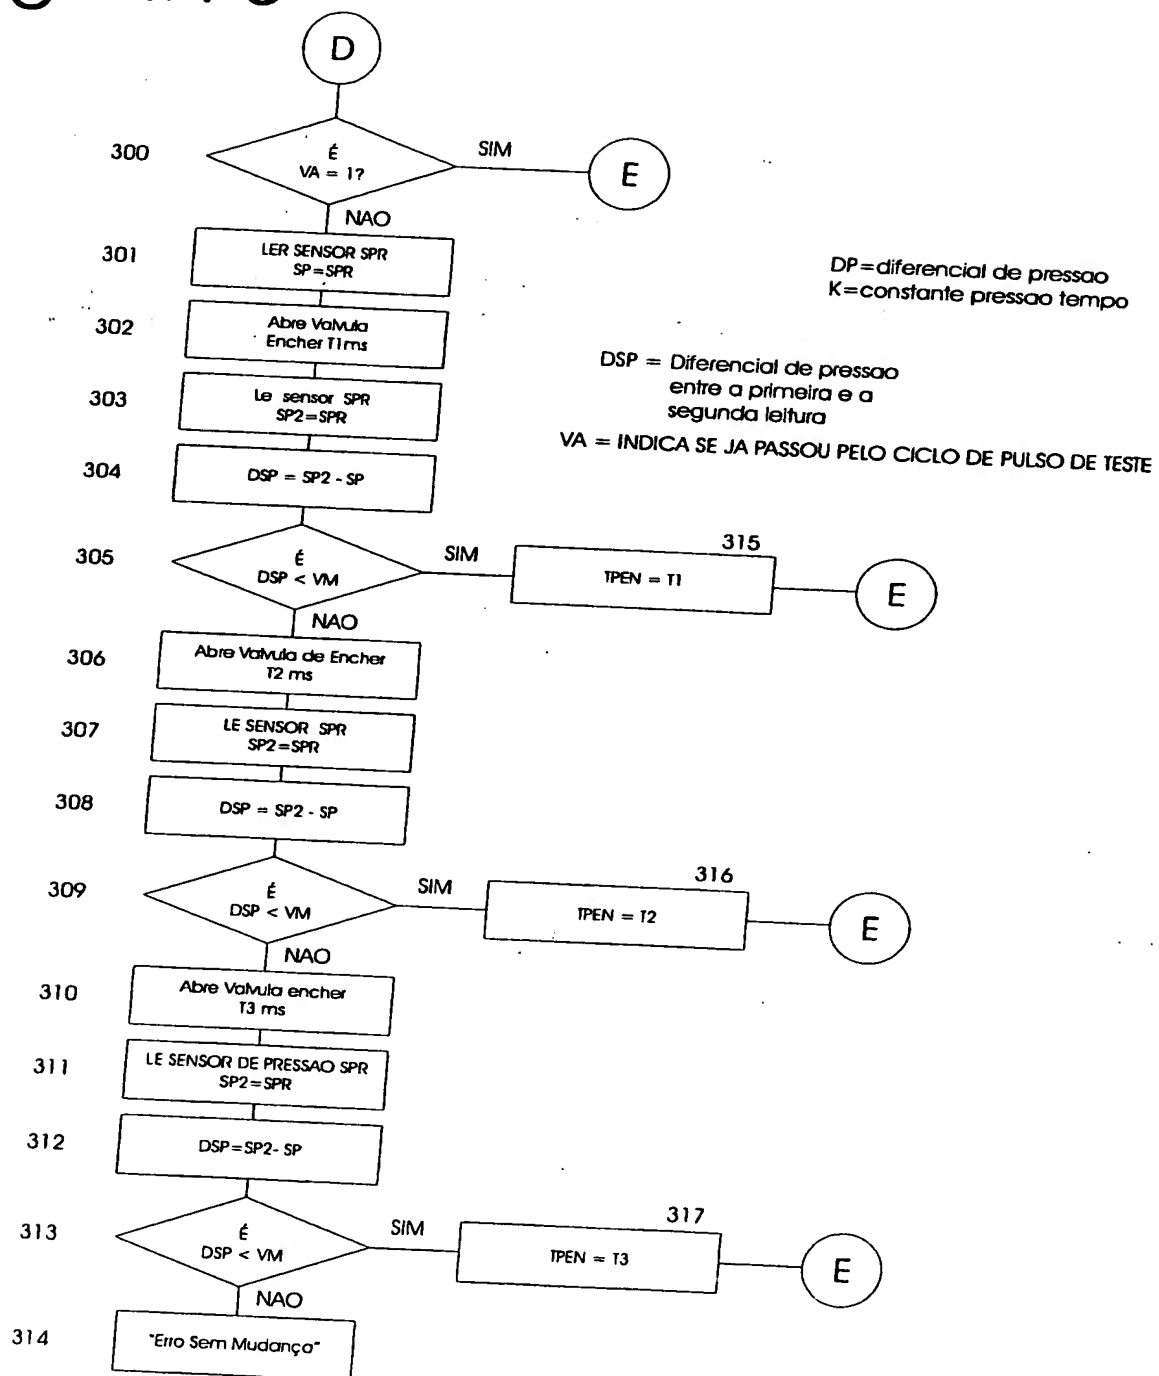 D
300
É
VA = 1?
SIM
E
NAO
301
LER SENSOR SPR
SP=SPR
DP=diferencial de pressao
K=constante pressao tempo
302
Abre Valvula
Encher T1ms
DSP = Diferencial de pressao
entre a primeira e a
segunda leitura
303
Le sensor SPR
SP2=SPR
VA = INDICA SE JA PASSOU PELO CICLO DE PULSO DE TESTE
304
DSP = SP2 - SP
305
É
DSP < VM
SIM
315
TPEN = T1
E
NAO
306
Abre Valvula de Encher
T2 ms
307
LE SENSOR SPR
SP2=SPR
308
DSP = SP2 - SP
309
É
DSP < VM
SIM
316
TPEN = T2
E
NAO
310
Abre Valvula encher
T3 ms
311
LE SENSOR DE PRESSAO SPR
SP2=SPR
312
DSP=SP2- SP
313
É
DSP < VM
SIM
317
TPEN = T3
E
NAO
314
"Erro Sem Mudança"